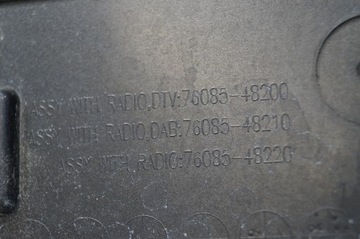 ASSY WITH RADIO,DTV:76085-48200
ASSY WITH RADIO,DAB:76085-48210
ASSY WITH RADIO:76085-48220